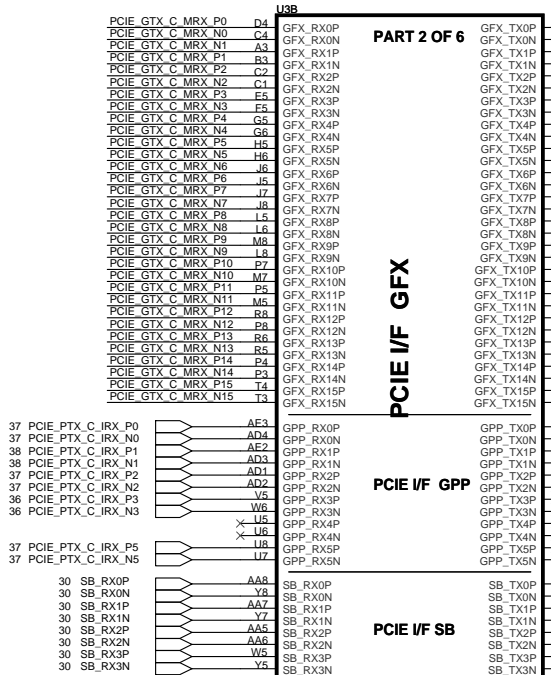 U3B
PART 2 OF 6
PCIE_GTX_C_MRX_P0 D4 GFX_RX0P GFX_TX0P
PCIE_GTX_C_MRX_N0 C4 GFX_RX0N GFX_TX0N
PCIE_GTX_C_MRX_N1 A3 GFX_RX1P GFX_TX1P
PCIE_GTX_C_MRX_P1 B3 GFX_RX1N GFX_TX1N
PCIE_GTX_C_MRX_P2 C2 GFX_RX2P GFX_TX2P
PCIE_GTX_C_MRX_N2 C1 GFX_RX2N GFX_TX2N
PCIE_GTX_C_MRX_P3 E5 GFX_RX3P GFX_TX3P
PCIE_GTX_C_MRX_N3 F5 GFX_RX3N GFX_TX3N
PCIE_GTX_C_MRX_P4 G5 GFX_RX4P GFX_TX4P
PCIE_GTX_C_MRX_N4 G6 GFX_RX4N GFX_TX4N
PCIE_GTX_C_MRX_P5 H5 GFX_RX5P GFX_TX5P
PCIE_GTX_C_MRX_N5 H6 GFX_RX5N GFX_TX5N
PCIE_GTX_C_MRX_N6 J6 GFX_RX6P GFX_TX6P
PCIE_GTX_C_MRX_P6 J5 GFX_RX6N GFX_TX6N
PCIE_GTX_C_MRX_P7 J7 GFX_RX7P GFX_TX7P
PCIE_GTX_C_MRX_N7 J8 GFX_RX7N GFX_TX7N
PCIE_GTX_C_MRX_P8 L5 GFX_RX8P GFX_TX8P
PCIE_GTX_C_MRX_N8 L6 GFX_RX8N GFX_TX8N
PCIE_GTX_C_MRX_P9 M8 GFX_RX9P GFX_TX9P
PCIE_GTX_C_MRX_N9 L8 GFX_RX9N GFX_TX9N
PCIE_GTX_C_MRX_P10 P7 GFX_RX10P GFX_TX10P
PCIE_GTX_C_MRX_N10 M7 GFX_RX10N GFX_TX10N
PCIE_GTX_C_MRX_P11 P5 GFX_RX11P GFX_TX11P
PCIE_GTX_C_MRX_N11 M5 GFX_RX11N GFX_TX11N
PCIE_GTX_C_MRX_P12 R8 GFX_RX12P GFX_TX12P
PCIE_GTX_C_MRX_N12 P8 GFX_RX12N GFX_TX12N
PCIE_GTX_C_MRX_P13 R6 GFX_RX13P GFX_TX13P
PCIE_GTX_C_MRX_N13 R5 GFX_RX13N GFX_TX13N
PCIE_GTX_C_MRX_P14 P4 GFX_RX14P GFX_TX14P
PCIE_GTX_C_MRX_N14 P3 GFX_RX14N GFX_TX14N
PCIE_GTX_C_MRX_P15 T4 GFX_RX15P GFX_TX15P
PCIE_GTX_C_MRX_N15 T3 GFX_RX15N GFX_TX15N
PCIE I/F GFX
37 PCIE_PTX_C_IRX_P0 AE3 GPP_RX0P GPP_TX0P
37 PCIE_PTX_C_IRX_N0 AD4 GPP_RX0N GPP_TX0N
38 PCIE_PTX_C_IRX_P1 AE2 GPP_RX1P GPP_TX1P
38 PCIE_PTX_C_IRX_N1 AD3 GPP_RX1N GPP_TX1N
37 PCIE_PTX_C_IRX_P2 AD1 GPP_RX2P GPP_TX2P
37 PCIE_PTX_C_IRX_N2 AD2 GPP_RX2N PCIE I/F GPP GPP_TX2N
36 PCIE_PTX_C_IRX_P3 V5 GPP_RX3P GPP_TX3P
36 PCIE_PTX_C_IRX_N3 W6 GPP_RX3N GPP_TX3N
U5 GPP_RX4P GPP_TX4P
U6 GPP_RX4N GPP_TX4N
37 PCIE_PTX_C_IRX_P5 U8 GPP_RX5P GPP_TX5P
37 PCIE_PTX_C_IRX_N5 U7 GPP_RX5N GPP_TX5N
30 SB_RX0P AA8 SB_RX0P SB_TX0P
30 SB_RX0N Y8 SB_RX0N SB_TX0N
30 SB_RX1P AA7 SB_RX1P SB_TX1P
30 SB_RX1N Y7 SB_RX1N SB_TX1N
30 SB_RX2P AA5 SB_RX2P PCIE I/F SB SB_TX2P
30 SB_RX2N AA6 SB_RX2N SB_TX2N
30 SB_RX3P W5 SB_RX3P SB_TX3P
30 SB_RX3N Y5 SB_RX3N SB_TX3N